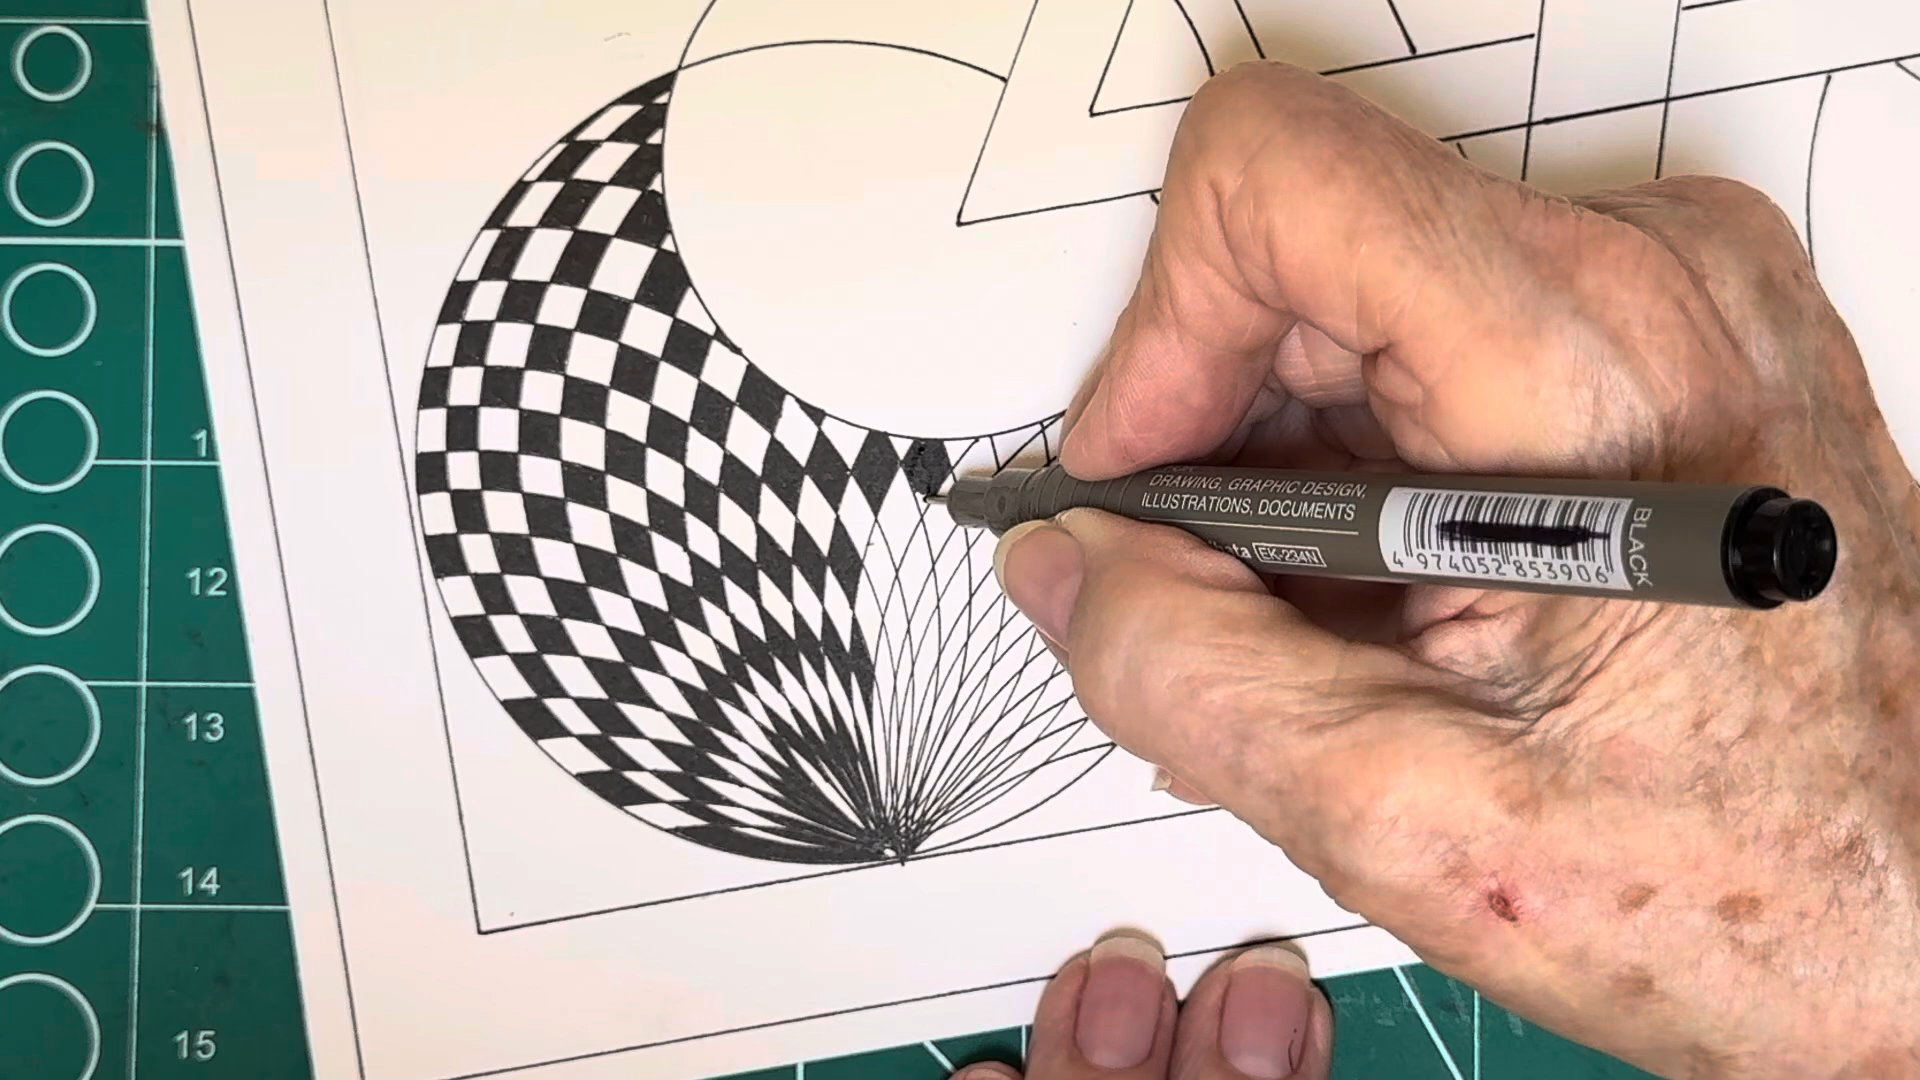 1
12
13
14
15
DRAWING, GRAPHIC DESIGN,
ILLUSTRATIONS, DOCUMENTS
EK-234N
BLACK
4 974052 853906